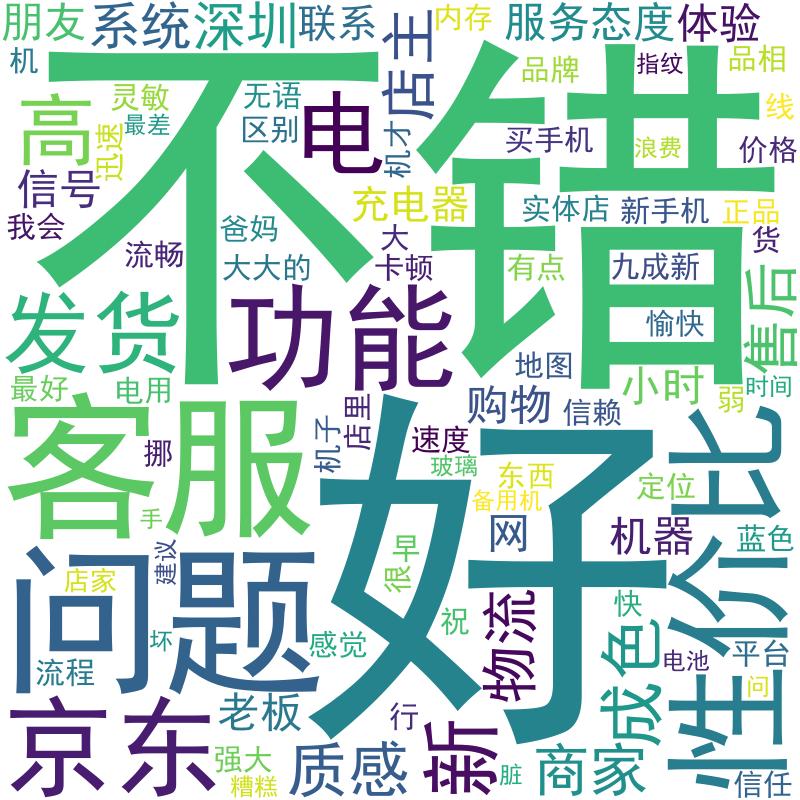 朋友
系统
深圳
联系
店主
内存
服务态度
体验
机
高
灵敏
最差
迅速
无语
区别
电
机才
不错
品牌
指纹
品相
线
买手机
浪费
价格
信号
充电器
实体店
新手机
正品
我会
流畅
爸妈
大
大大的
卡顿
有点
九成新
货
发货
功能
愉快
售后
地图
最好
电用
小时
弱
时间
客服
挪
店里
机子
购物
信赖
速度
好
玻璃
东西
备用机
定位
性价比
手
网
机器
蓝色
问题
建议
店家
很早
物流
快
坏
感觉
祝
成色
流程
电池
平台
问
京东
老板
行
新
强大
糟糕
质感
脏
商家
信任